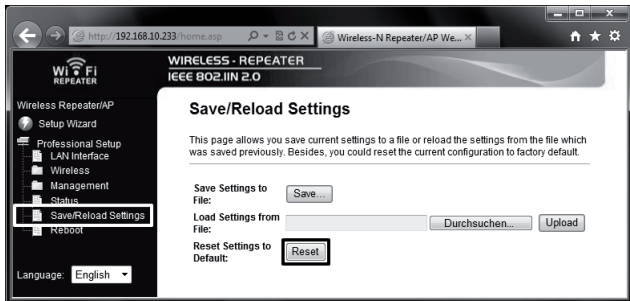 http://192.168.10.233/home.asp
Wireless-N Repeater/AP We...
Wi Fi
REPEATER
WIRELESS - REPEATER
IEEE 802.11N 2.0
Wireless Repeater/AP
Setup Wizard
Professional Setup
LAN Interface
Wireless
Management
Status
Save/Reload Settings
Reboot
Language: English
Save/Reload Settings
This page allows you save current settings to a file or reload the settings from the file which
was saved previously. Besides, you could reset the current configuration to factory default.
Save Settings to
File:
Save...
Load Settings from
File:
Durchsuchen...
Upload
Reset Settings to
Default:
Reset